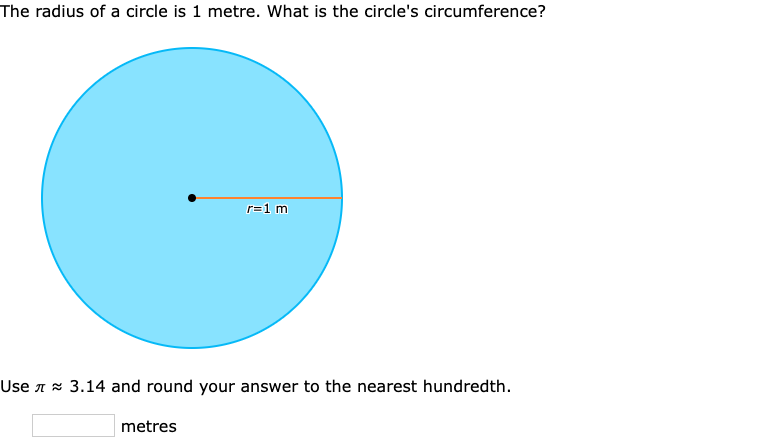 The radius of a circle is 1 metre. What is the circle's circumference?
r=1 m
Use π ≈ 3.14 and round your answer to the nearest hundredth.
metres